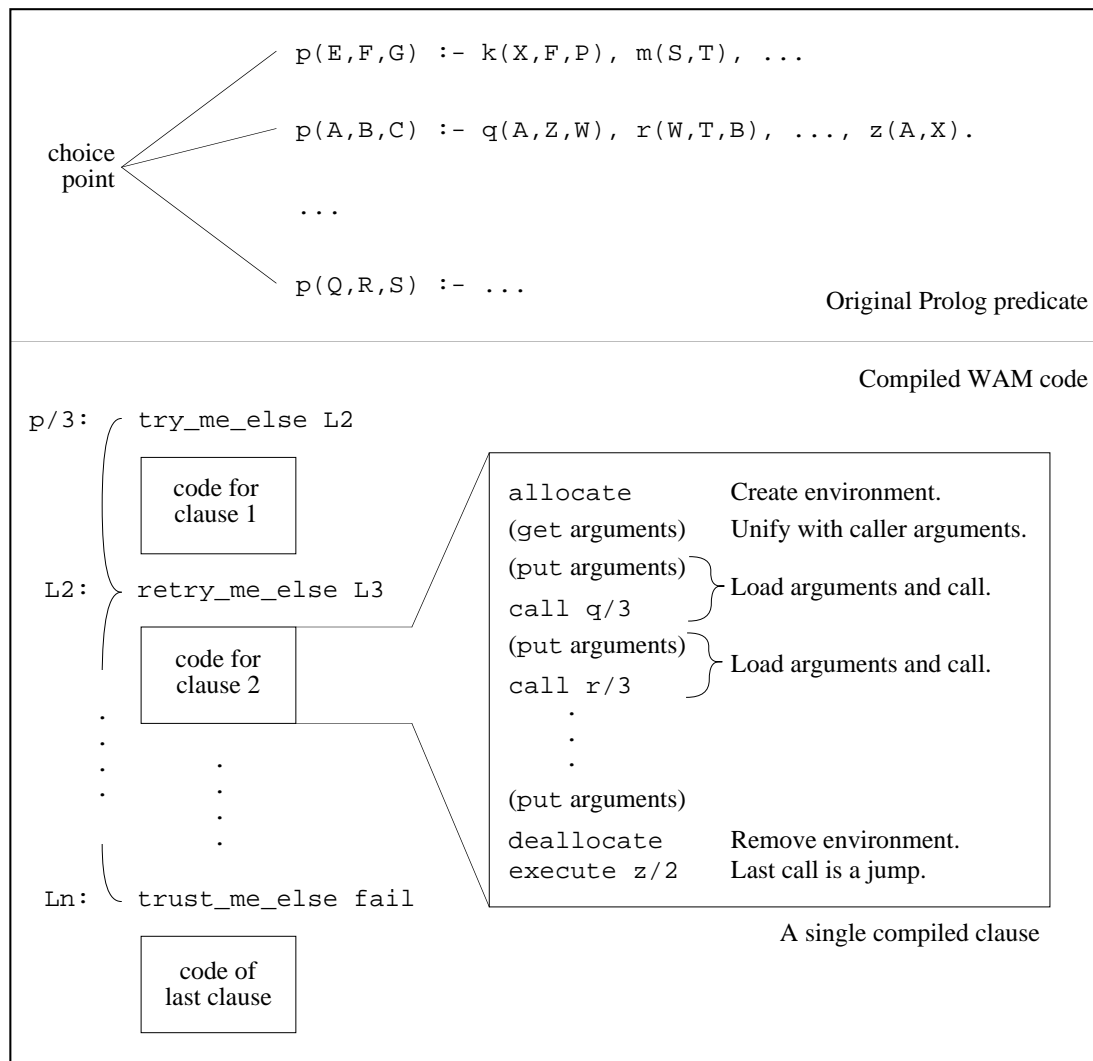 p(E,F,G) :- k(X,F,P), m(S,T), ...
p(A,B,C) :- q(A,Z,W), r(W,T,B), ..., z(A,X).
choice
point
...
p(Q,R,S) :- ...
Original Prolog predicate
Compiled WAM code
p/3: try_me_else L2
code for
clause 1
L2: retry_me_else L3
code for
clause 2
.
.
.
.
.
.
.
.
Ln: trust_me_else fail
code of
last clause
allocate Create environment.
(get arguments) Unify with caller arguments.
(put arguments)
Load arguments and call.
call q/3
(put arguments)
Load arguments and call.
call r/3
.
.
.
(put arguments)
deallocate Remove environment.
execute z/2 Last call is a jump.
A single compiled clause